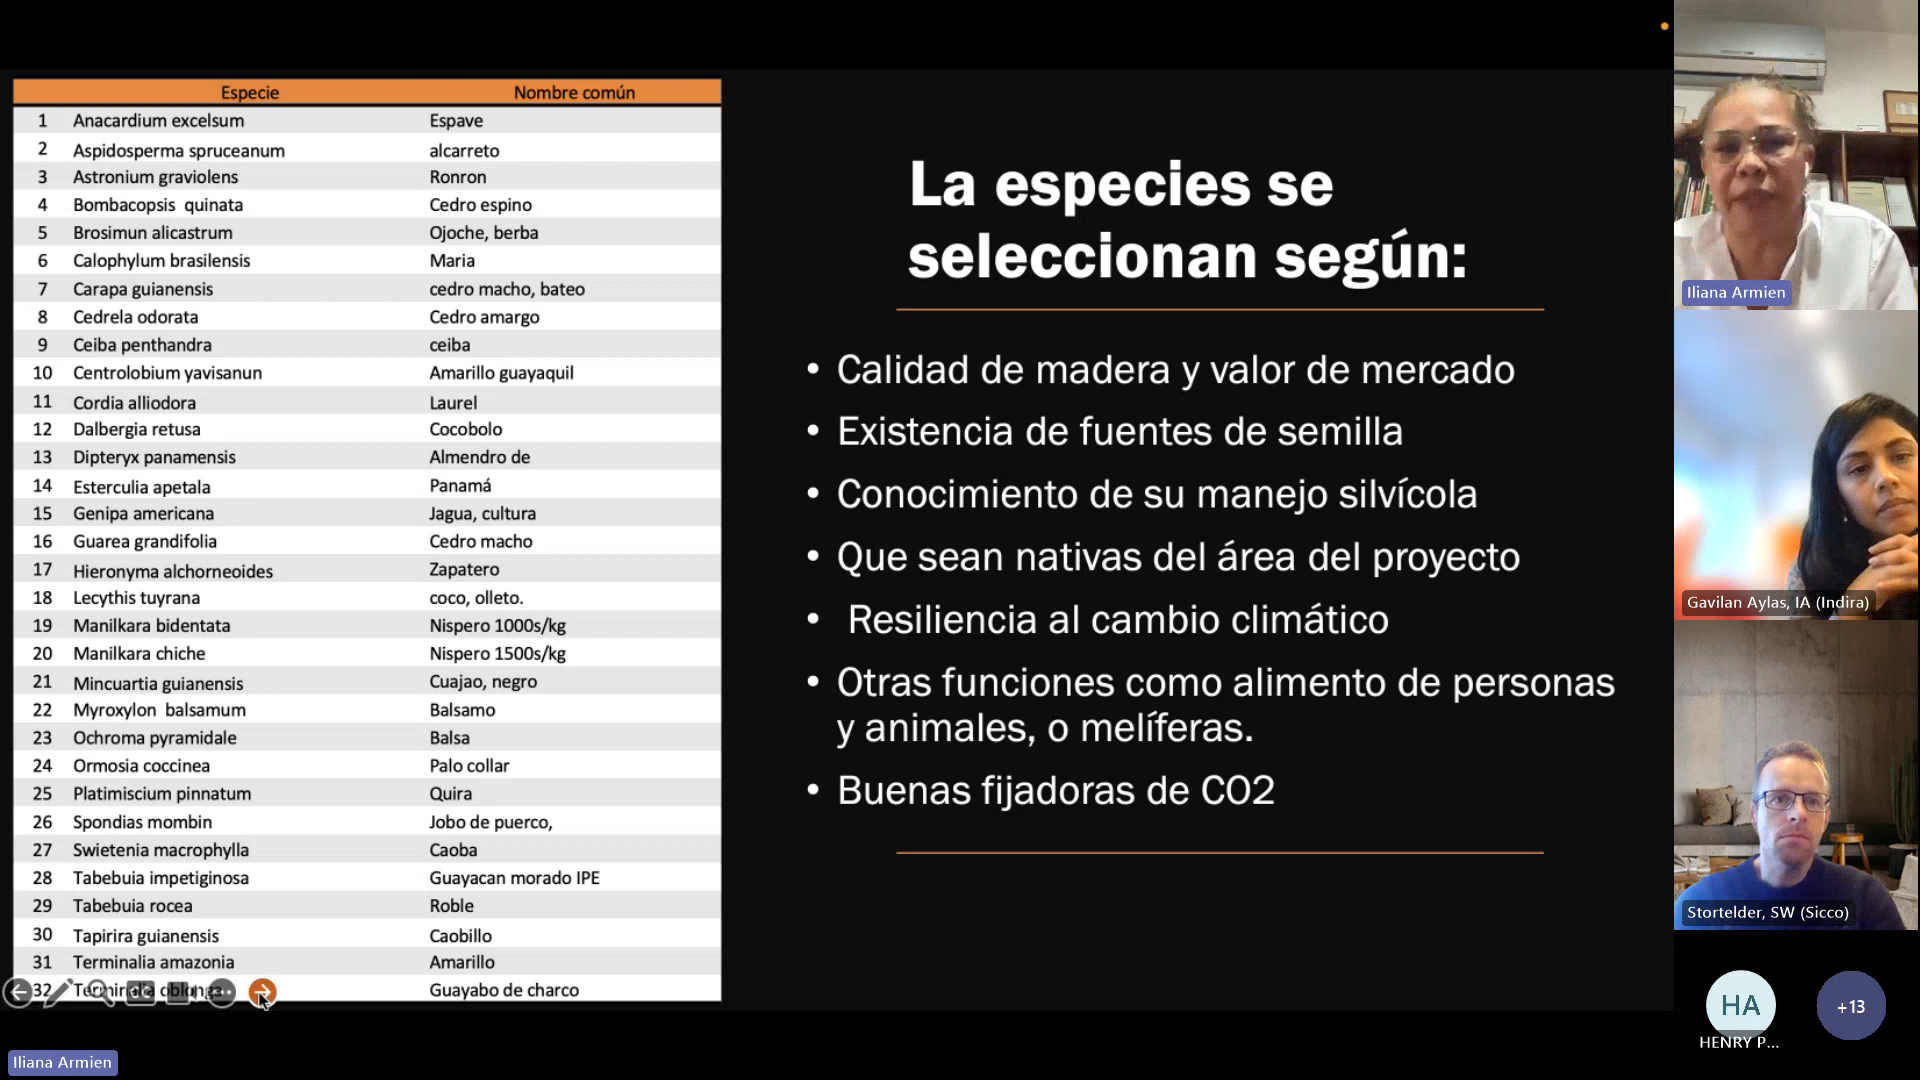 Especie Nombre común
1 Anacardium excelsum Espave
2 Aspidosperma spruceanum alcarreto
3 Astronium graviolens Ronron
4 Bombacopsis quinata Cedro espino
5 Brosimun alicastrum Ojoche, berba
6 Calophylum brasilensis Maria
7 Carapa guianensis cedro macho, bateo
8 Cedrela odorata Cedro amargo
9 Ceiba penthandra ceiba
10 Centrolobium yavisanun Amarillo guayaquil
11 Cordia alliodora Laurel
12 Dalbergia retusa Cocobolo
13 Dipteryx panamensis Almendro de
14 Esterculia apetala Panamá
15 Genipa americana Jagua, cultura
16 Guarea grandifolia Cedro macho
17 Hieronyma alchorneoides Zapatero
18 Lecythis tuyrana coco, olleto.
19 Manilkara bidentata Nispero 1000s/kg
20 Manilkara chiche Nispero 1500s/kg
21 Mincuartia guianensis Cuajao, negro
22 Myroxylon balsamum Balsamo
23 Ochroma pyramidale Balsa
24 Ormosia coccinea Palo collar
25 Platimiscium pinnatum Quira
26 Spondias mombin Jobo de puerco,
27 Swietenia macrophylla Caoba
28 Tabebuia impetiginosa Guayacan morado IPE
29 Tabebuia rocea Roble
30 Tapirira guianensis Caobillo
31 Terminalia amazonia Amarillo
32 Terminalia oblonga Guayabo de charco
La especies se
seleccionan según:
• Calidad de madera y valor de mercado
• Existencia de fuentes de semilla
• Conocimiento de su manejo silvícola
• Que sean nativas del área del proyecto
• Resiliencia al cambio climático
• Otras funciones como alimento de personas
y animales, o melíferas.
• Buenas fijadoras de CO2
Iliana Armien
Gavilan Aylas, IA (Indira)
Stortelder, SW (Sicco)
HA
HENRY P...
+13
Iliana Armien